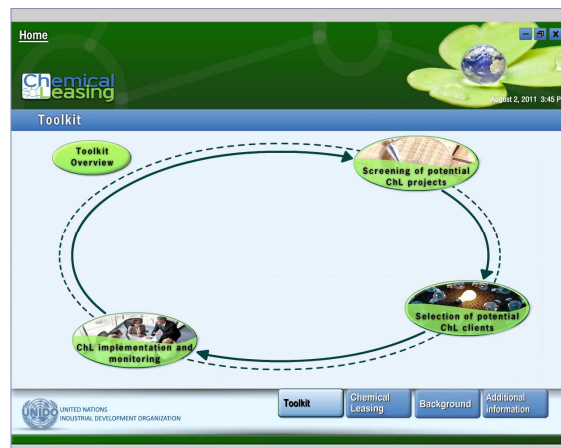 Home
Chemical
Leasing
August 2, 2011 3:45 P
Toolkit
Toolkit
Overview
Screening of potential
ChL projects
Selection of potential
ChL clients
ChL implementation and
monitoring
UNIDO
UNITED NATIONS
INDUSTRIAL DEVELOPMENT ORGANIZATION
Toolkit
Chemical
Leasing
Background
Additional
information